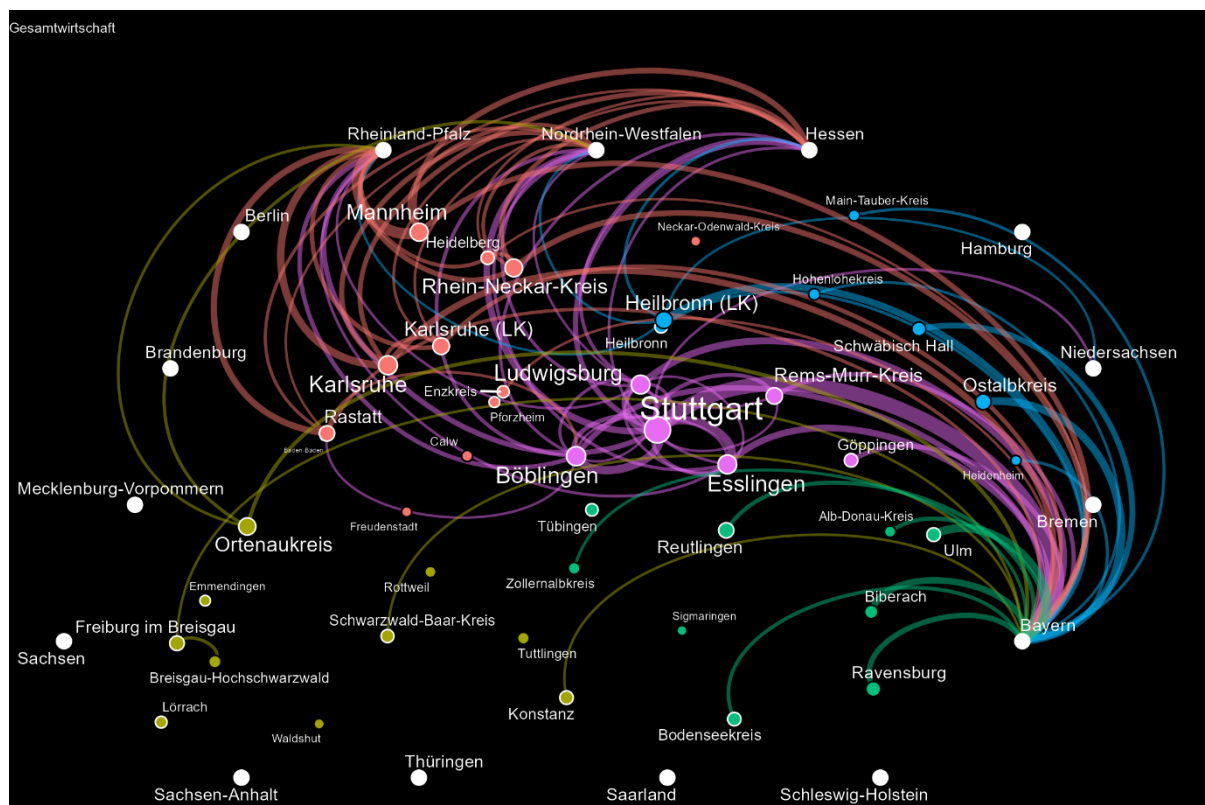 Gesamtwirtschaft
Rheinland-Pfalz
Nordrhein-Westfalen
Hessen
Main-Tauber-Kreis
Berlin
Mannheim
Neckar-Odenwald-Kreis
Heidelberg
Hamburg
Rhein-Neckar-Kreis
Hohenlohekreis
Heilbronn (LK)
Karlsruhe (LK)
Heilbronn
Schwäbisch Hall
Brandenburg
Niedersachsen
Ludwigsburg
Rems-Murr-Kreis
Karlsruhe
Enzkreis
Ostalbkreis
Stuttgart
Rastatt
Pforzheim
Calw
Göppingen
Baden-Baden
Böblingen
Esslingen
Heidenheim
Mecklenburg-Vorpommern
Freudenstadt
Tübingen
Alb-Donau-Kreis
Bremen
Ortenaukreis
Reutlingen
Ulm
Zollernalbkreis
Emmendingen
Rottweil
Biberach
Freiburg im Breisgau
Schwarzwald-Baar-Kreis
Sigmaringen
Bayern
Sachsen
Tuttlingen
Breisgau-Hochschwarzwald
Ravensburg
Lörrach
Konstanz
Waldshut
Bodenseekreis
Thüringen
Sachsen-Anhalt
Saarland
Schleswig-Holstein